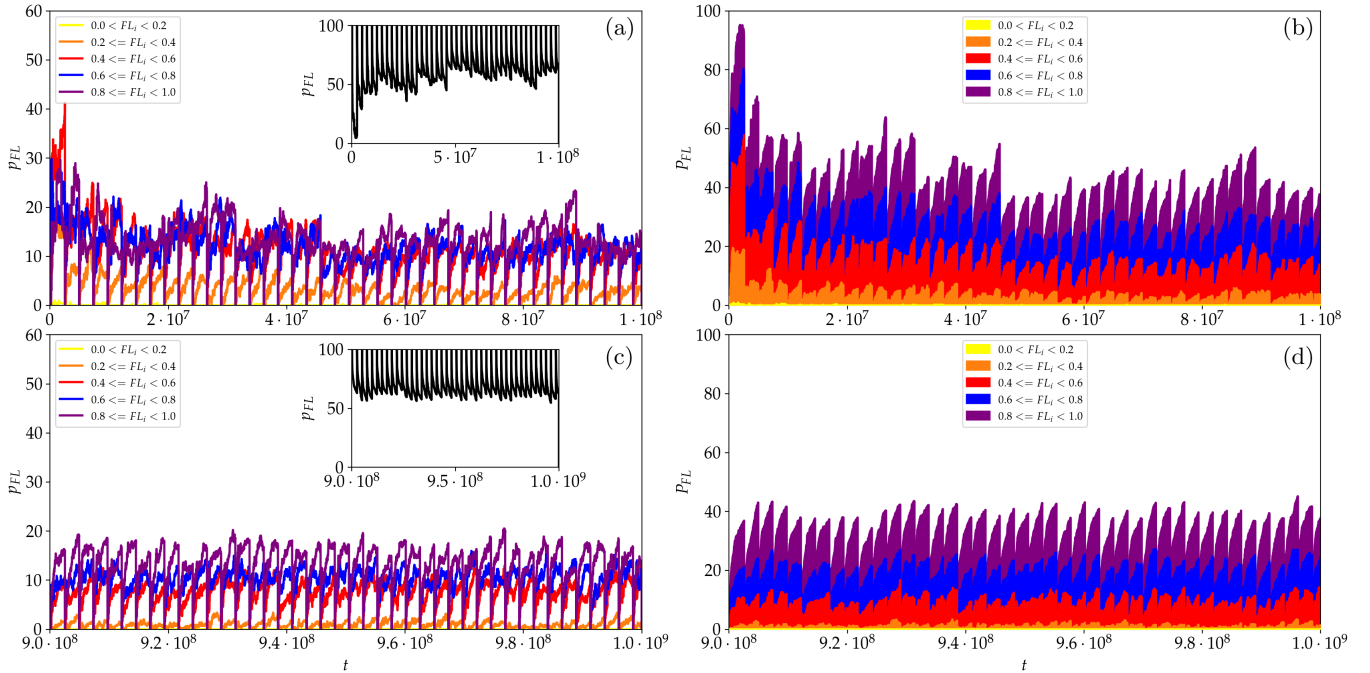 (a)
0.0 < FL_i < 0.2
0.2 <= FL_i < 0.4
0.4 <= FL_i < 0.6
0.6 <= FL_i < 0.8
0.8 <= FL_i < 1.0
p_FL
60
50
40
30
20
10
0
0 2·10^7 4·10^7 6·10^7 8·10^7 1·10^8
p_FL
100
50
0
0 5·10^7 1·10^8
(b)
0.0 < FL_i < 0.2
0.2 <= FL_i < 0.4
0.4 <= FL_i < 0.6
0.6 <= FL_i < 0.8
0.8 <= FL_i < 1.0
P_FL
100
80
60
40
20
0
0 2·10^7 4·10^7 6·10^7 8·10^7 1·10^8
(c)
0.0 < FL_i < 0.2
0.2 <= FL_i < 0.4
0.4 <= FL_i < 0.6
0.6 <= FL_i < 0.8
0.8 <= FL_i < 1.0
p_FL
60
50
40
30
20
10
0
9.0·10^8 9.2·10^8 9.4·10^8 9.6·10^8 9.8·10^8 1.0·10^9
t
p_FL
100
50
0
9.0·10^8 9.5·10^8 1.0·10^9
(d)
0.0 < FL_i < 0.2
0.2 <= FL_i < 0.4
0.4 <= FL_i < 0.6
0.6 <= FL_i < 0.8
0.8 <= FL_i < 1.0
P_FL
100
80
60
40
20
0
9.0·10^8 9.2·10^8 9.4·10^8 9.6·10^8 9.8·10^8 1.0·10^9
t